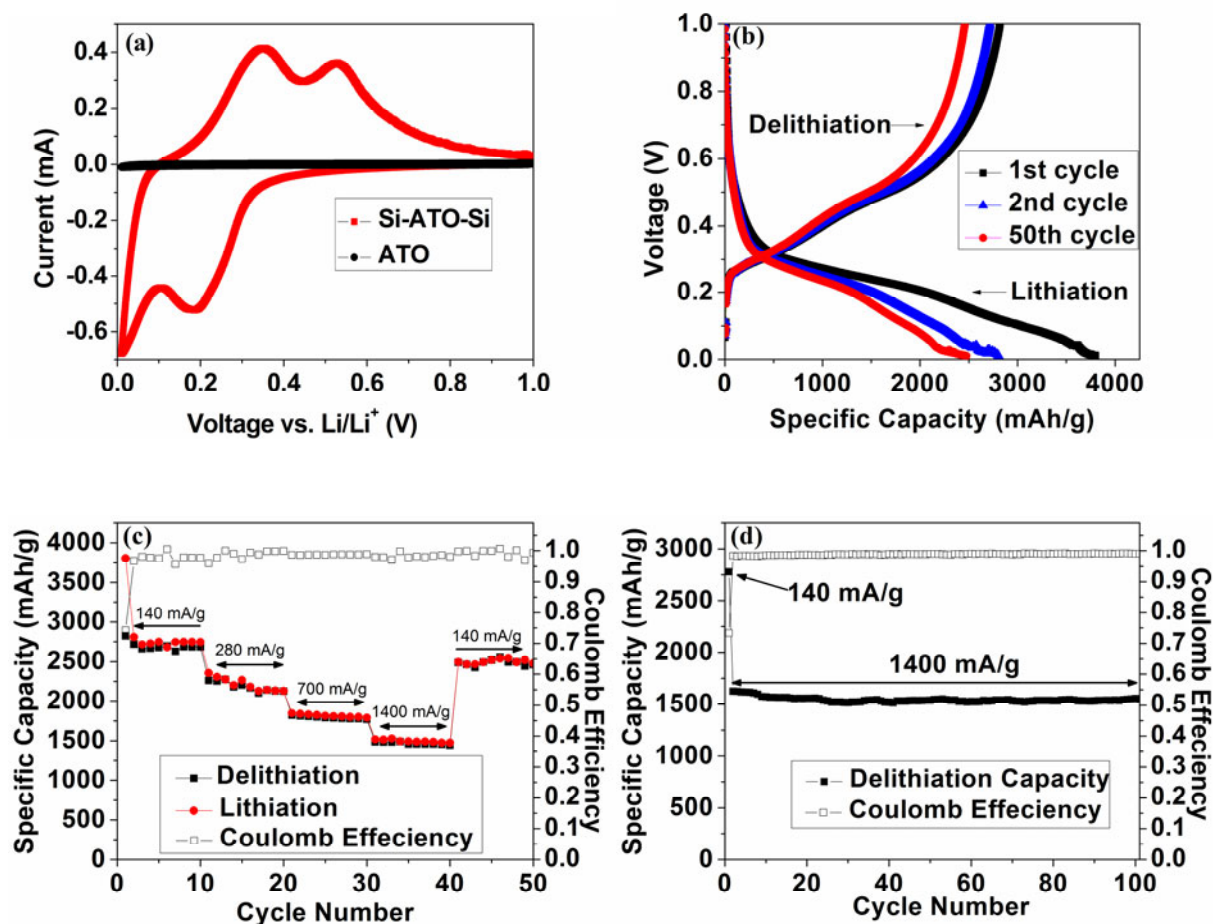 (a)
0.4
0.2
0.0
-0.2
-0.4
-0.6
Current (mA)
Si-ATO-Si
ATO
0.0 0.2 0.4 0.6 0.8 1.0
Voltage vs. Li/Li+ (V)
(b)
1.0
0.8
0.6
0.4
0.2
0.0
Voltage (V)
Delithiation
1st cycle
2nd cycle
50th cycle
Lithiation
0 1000 2000 3000 4000
Specific Capacity (mAh/g)
(c)
4000
3500
3000
2500
2000
1500
1000
500
0
Specific Capacity (mAh/g)
140 mA/g
280 mA/g
700 mA/g
1400 mA/g
140 mA/g
Delithiation
Lithiation
Coulomb Effeciency
1.0
0.9
0.8
0.7
0.6
0.5
0.4
0.3
0.2
0.1
0.0
Coulomb Efficiency
0 10 20 30 40 50
Cycle Number
(d)
3000
2500
2000
1500
1000
500
0
Specific Capacity (mAh/g)
140 mA/g
1400 mA/g
Delithiation Capacity
Coulomb Effeciency
1.0
0.9
0.8
0.7
0.6
0.5
0.4
0.3
0.2
0.1
0.0
Coulomb Efficiency
0 20 40 60 80 100
Cycle Number